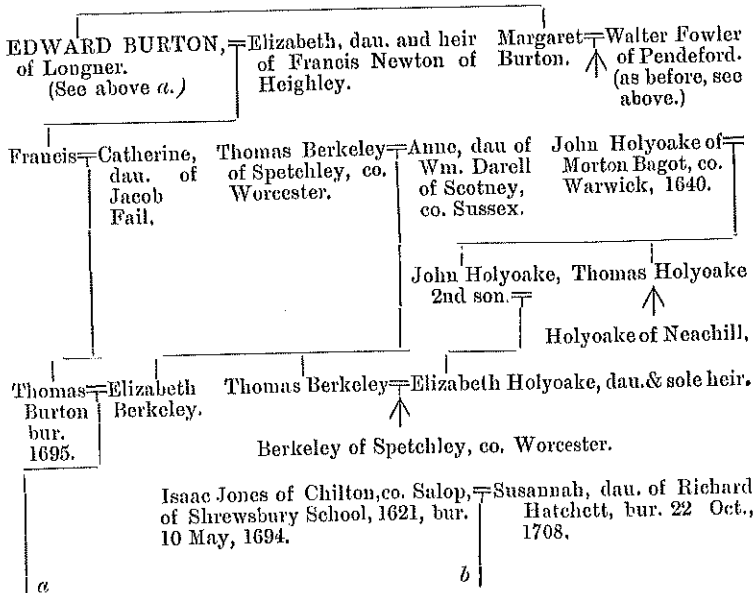 EDWARD BURTON,
of Longner.
(See above a.)
Elizabeth, dau. and heir
of Francis Newton of
Heighley.
Margaret
Burton.
Walter Fowler
of Pendeford.
(as before, see
above.)
Francis
Catherine,
dau. of
Jacob
Fail.
Thomas Berkeley
of Spetchley, co.
Worcester.
Anne, dau of
Wm. Darell
of Scotney,
co. Sussex.
John Holyoake of
Morton Bagot, co.
Warwick, 1640.
John Holyoake,
2nd son.
Thomas Holyoake
Holyoake of Neachill.
Thomas
Burton
bur.
1695.
Elizabeth
Berkeley.
Thomas Berkeley
Elizabeth Holyoake, dau.& sole heir.
Berkeley of Spetchley, co. Worcester.
Isaac Jones of Chilton,co. Salop,
of Shrewsbury School, 1621, bur.
10 May, 1694.
Susannah, dau. of Richard
Hatchett, bur. 22 Oct.,
1708.
a
b